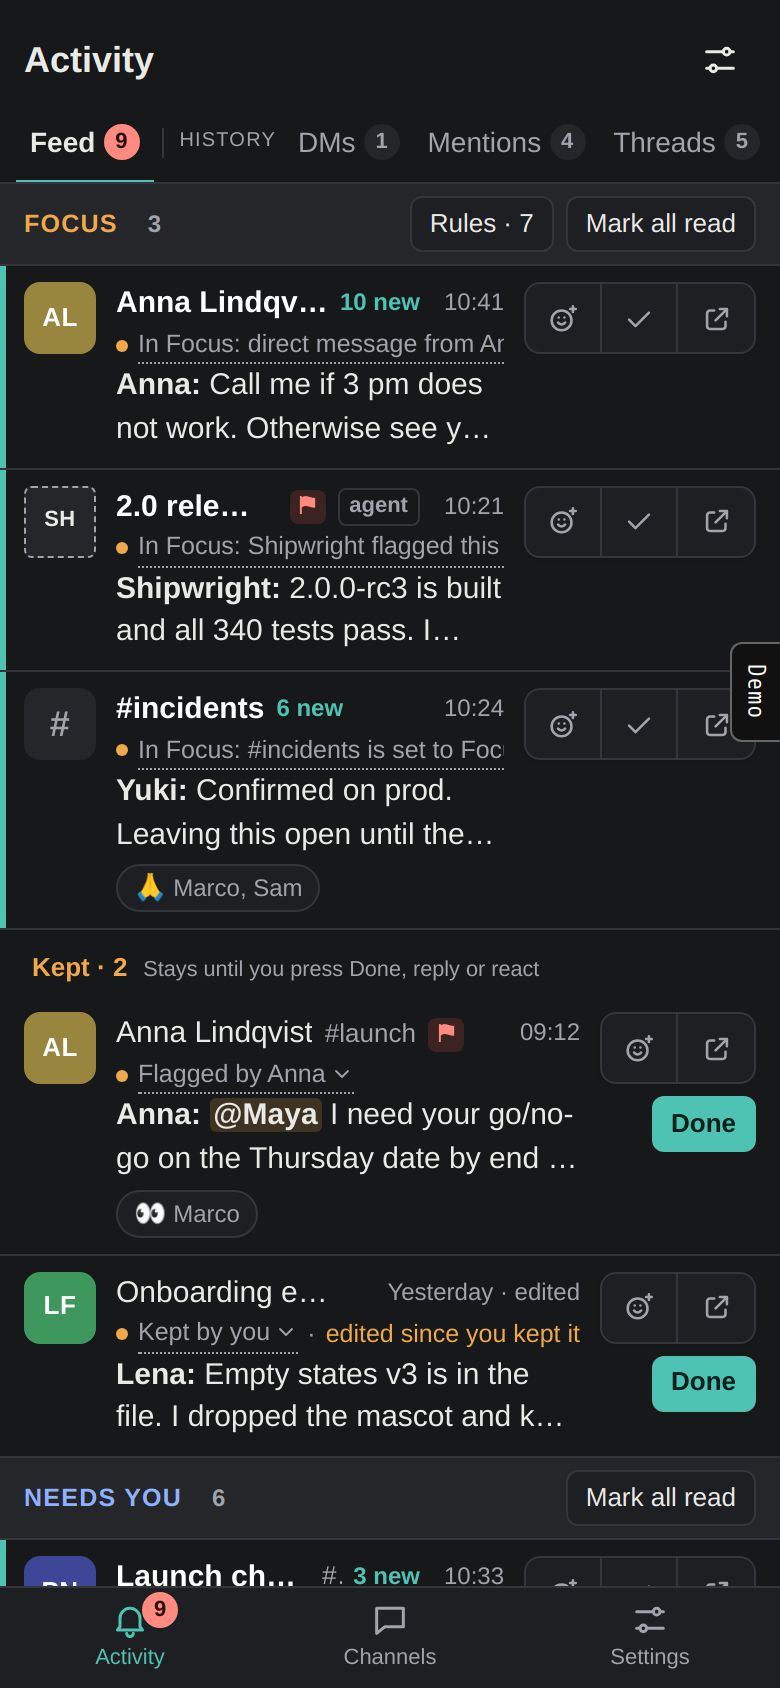 Activity
Feed 9 HISTORY DMs 1 Mentions 4 Threads 5
FOCUS 3 Rules · 7 Mark all read
AL Anna Lindqv… 10 new 10:41
In Focus: direct message from
Anna: Call me if 3 pm does
not work. Otherwise see y…
SH 2.0 rele… agent 10:21
In Focus: Shipwright flagged this
Shipwright: 2.0.0-rc3 is built
and all 340 tests pass. I…
Demo
# #incidents 6 new 10:24
In Focus: #incidents is set to
Yuki: Confirmed on prod.
Leaving this open until the…
🙏 Marco, Sam
Kept · 2 Stays until you press Done, reply or react
AL Anna Lindqvist #launch 09:12
Flagged by Anna
Anna: @Maya I need your go/no-
go on the Thursday date by end …
Done
👀 Marco
LF Onboarding e… Yesterday · edited
Kept by you · edited since you kept it
Lena: Empty states v3 is in the
file. I dropped the mascot and k…
Done
NEEDS YOU 6 Mark all read
Launch ch… #. 3 new 10:33
9
Activity Channels Settings